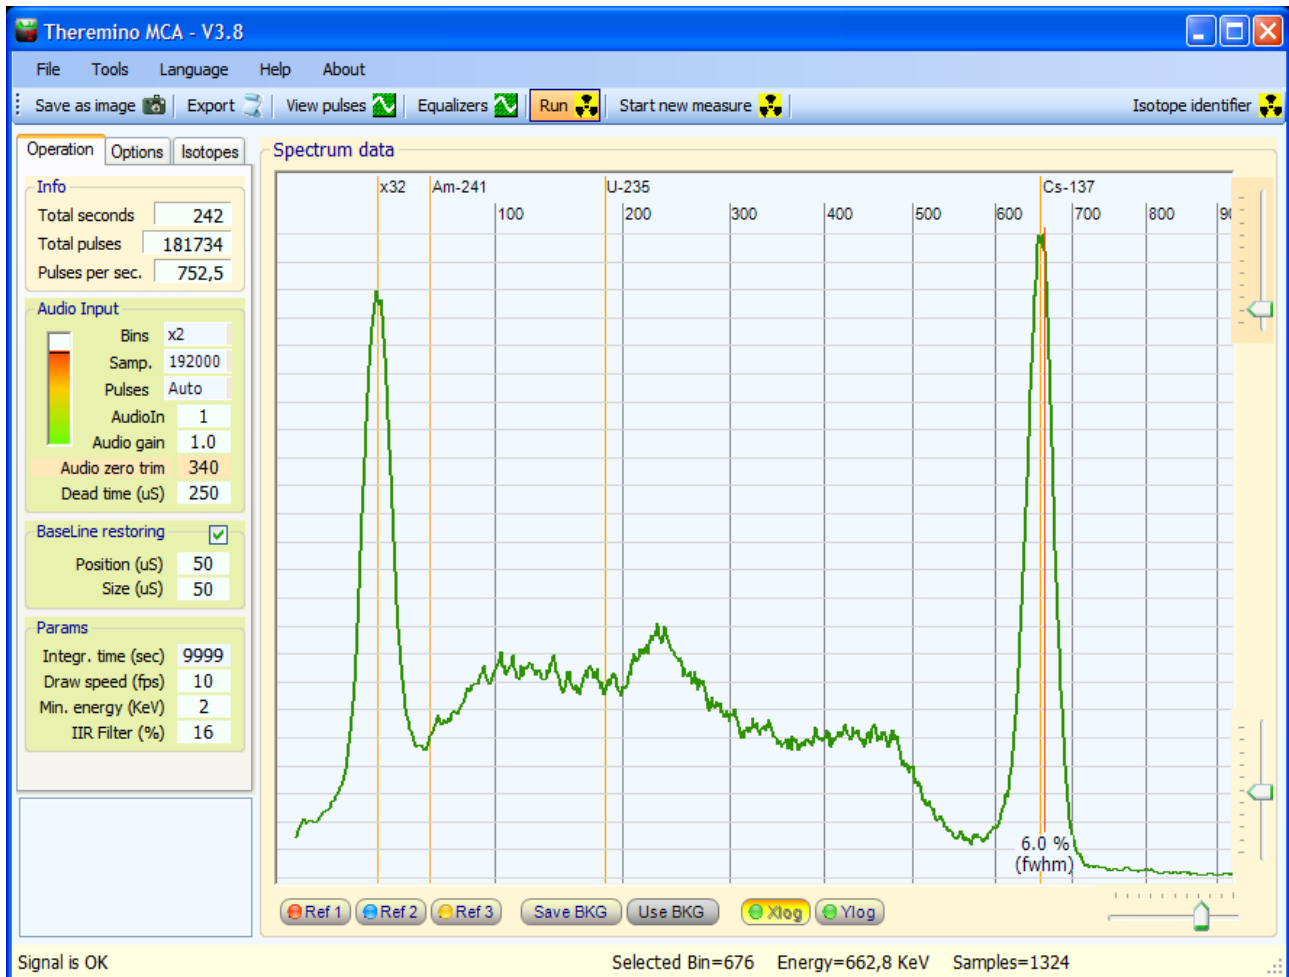 Theremino MCA - V3.8
File Tools Language Help About
Save as image Export View pulses Equalizers Run Start new measure Isotope identifier
Operation Options Isotopes
Info
Total seconds 242
Total pulses 181734
Pulses per sec. 752,5
Audio Input
Bins x2
Samp. 192000
Pulses Auto
AudioIn 1
Audio gain 1.0
Audio zero trim 340
Dead time (uS) 250
BaseLine restoring
Position (uS) 50
Size (uS) 50
Params
Integr. time (sec) 9999
Draw speed (fps) 10
Min. energy (KeV) 2
IIR Filter (%) 16
Spectrum data
x32 Am-241 U-235 Cs-137
100 200 300 400 500 600 700 800
6.0 %
(fwhm)
Ref 1 Ref 2 Ref 3 Save BKG Use BKG Xlog Ylog
Signal is OK Selected Bin=676 Energy=662,8 KeV Samples=1324